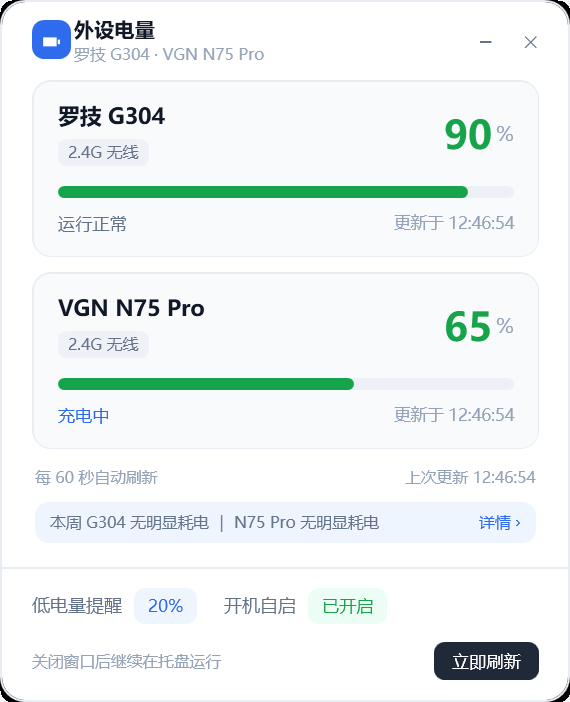 外设电量
罗技 G304 · VGN N75 Pro
罗技 G304
2.4G 无线
90 %
运行正常
更新于 12:46:54
VGN N75 Pro
2.4G 无线
65 %
充电中
更新于 12:46:54
每 60 秒自动刷新
上次更新 12:46:54
本周 G304 无明显耗电 | N75 Pro 无明显耗电
详情 ›
低电量提醒 20% 开机自启 已开启
关闭窗口后继续在托盘运行
立即刷新